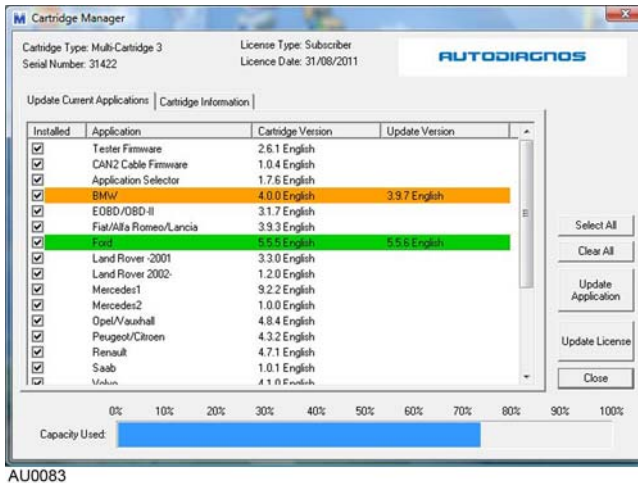 Cartridge Manager
Cartridge Type: Multi-Cartridge 3
Serial Number: 31422
License Type: Subscriber
Licence Date: 31/08/2011
AUTODIAGNOS
Update Current Applications Cartridge Information
Installed Application Cartridge Version Update Version
Tester Firmware 2.6.1 English
CAN2 Cable Firmware 1.0.4 English
Application Selector 1.7.6 English
BMW 4.0.0 English 3.9.7 English
EOBD/OBD-II 3.1.7 English
Fiat/Alfa Romeo/Lancia 3.9.3 English
Ford 5.5.5 English 5.5.6 English
Land Rover -2001 3.3.0 English
Land Rover 2002- 1.2.0 English
Mercedes1 9.2.2 English
Mercedes2 1.0.0 English
Opel/Vauxhall 4.8.4 English
Peugeot/Citroen 4.3.2 English
Renault 4.7.1 English
Saab 1.0.1 English
Volvo 4.1.0 English
Select All
Clear All
Update
Application
Update License
Close
0% 10% 20% 30% 40% 50% 60% 70% 80% 90% 100%
Capacity Used:
AU0083